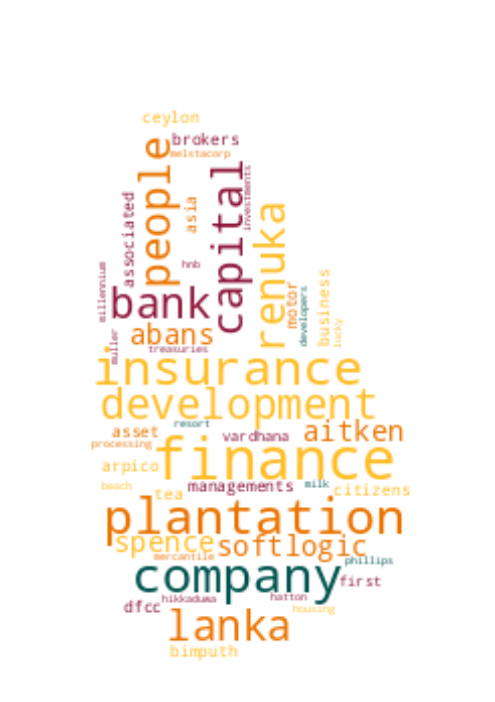 ceylon
brokers
melstacorp
people
capital
investments
associated
asia
renuka
hnb
millennium
bank
motor
developers
business
lucky
abans
muller
treasuries
insurance
development
resort
asset
vardhana
aitken
processing
finance
arpico
beach
tea
managements
milk
citizens
plantation
spence
softlogic
mercantile
phillips
company
first
hikkaduwa
hatton
dfcc
housing
lanka
bimputh